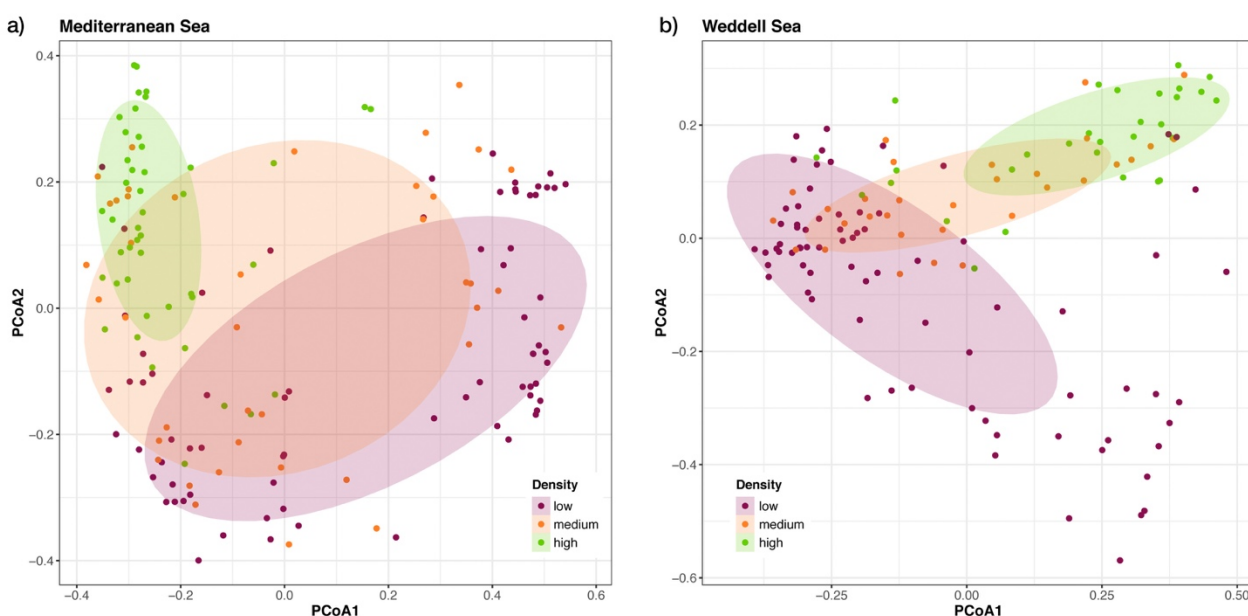 a) Mediterranean Sea
0.4
0.2
0.0
−0.2
−0.4
PCoA2
−0.4 −0.2 0.0 0.2 0.4 0.6
PCoA1
Density
low
medium
high
b) Weddell Sea
0.2
0.0
−0.2
−0.4
−0.6
PCoA2
−0.25 0.00 0.25 0.50
PCoA1
Density
low
medium
high